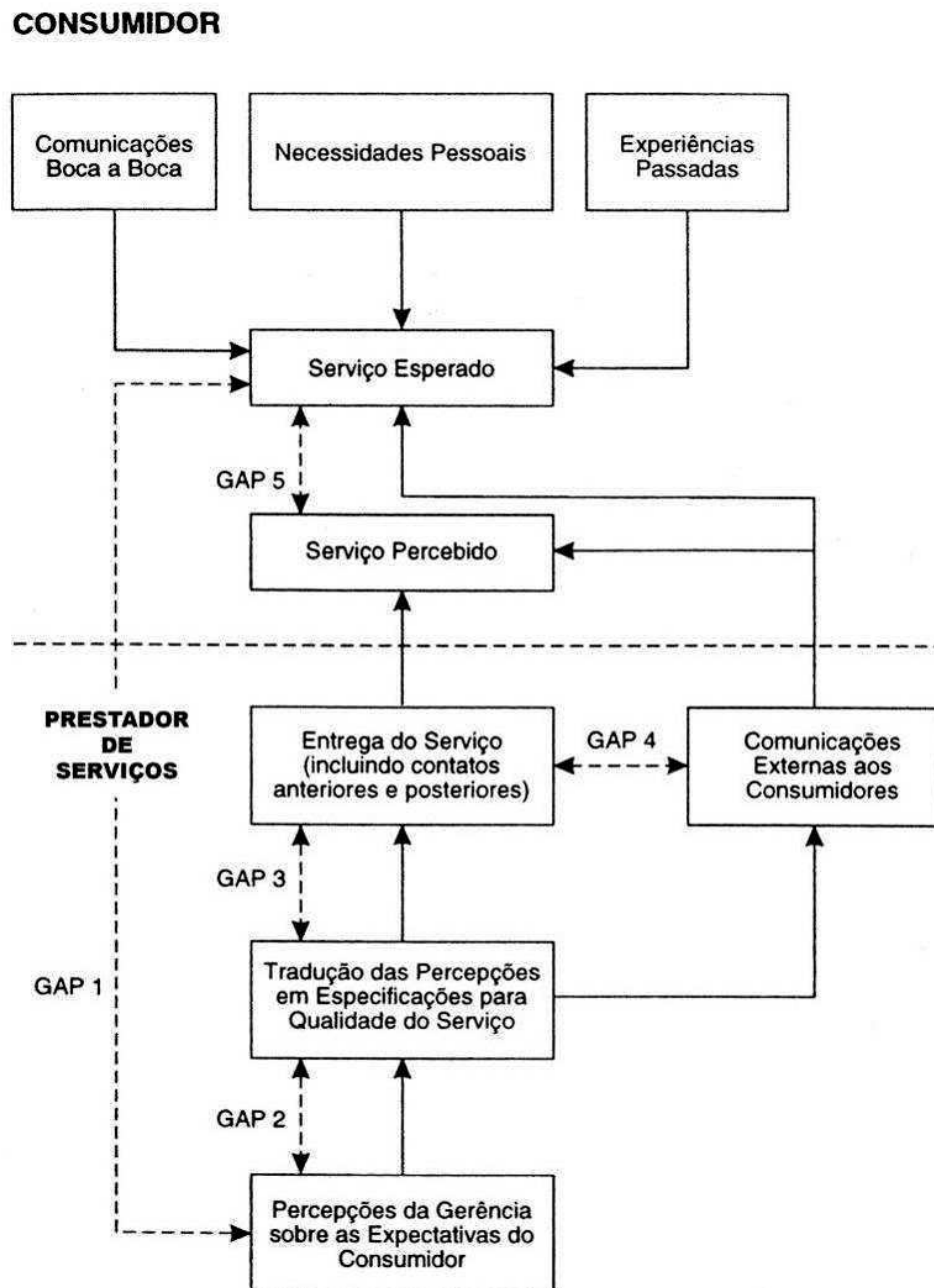 CONSUMIDOR
Comunicações
Boca a Boca
Necessidades Pessoais
Experiências
Passadas
Serviço Esperado
GAP 5
Serviço Percebido
PRESTADOR
DE
SERVIÇOS
Entrega do Serviço
(incluindo contatos
anteriores e posteriores)
GAP 4
Comunicações
Externas aos
Consumidores
GAP 3
GAP 1
Tradução das Percepções
em Especificações para
Qualidade do Serviço
GAP 2
Percepções da Gerência
sobre as Expectativas do
Consumidor